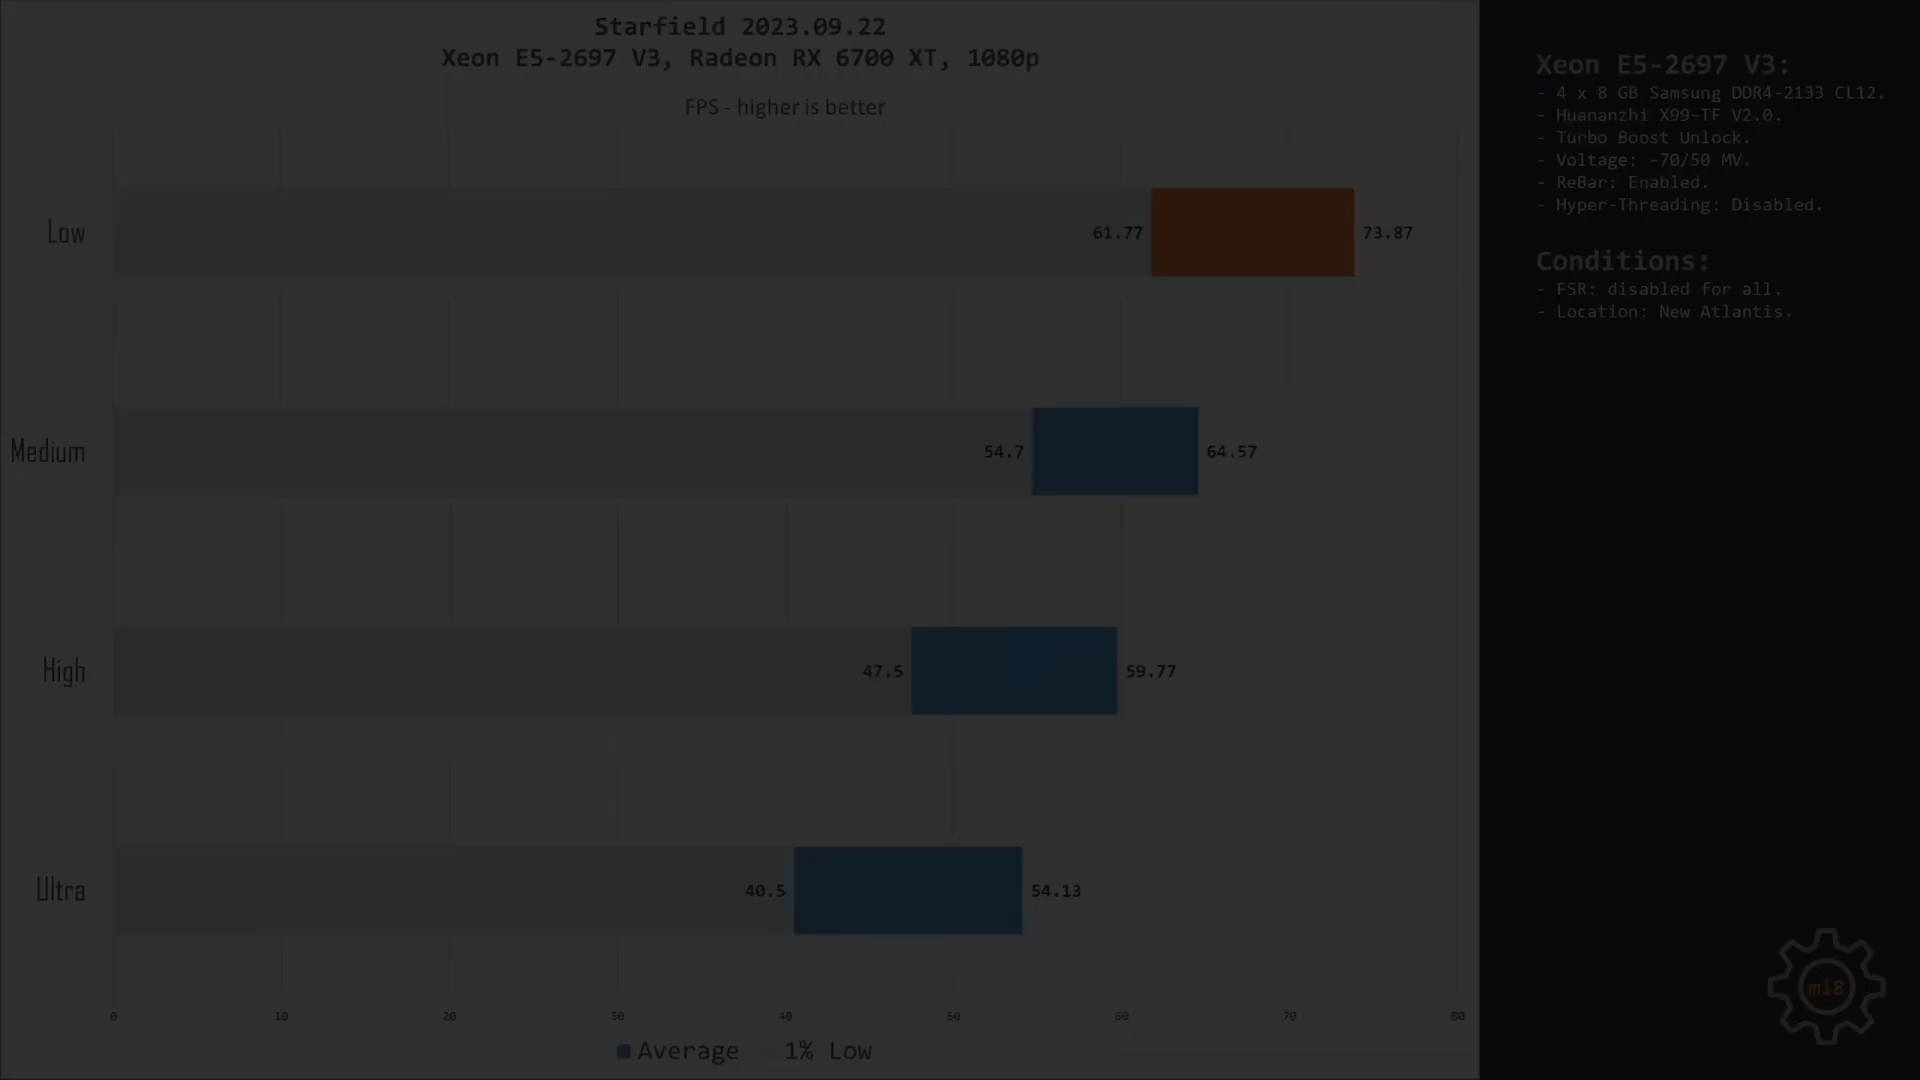 Starfield 2023.09.22
Xeon E5-2697 V3, Radeon RX 6700 XT, 1080p
FPS - higher is better
Low
61.77
73.87
Medium
54.7
64.57
High
47.5
59.77
Ultra
40.5
54.13
0 10 20 30 40 50 60 70 80
Average 1% Low
Xeon E5-2697 V3:
- 4 x 8 GB Samsung DDR4-2133 CL12.
- Huananzhi X99-TF V2.0.
- Turbo Boost Unlock.
- Voltage: -70/50 MV.
- ReBar: Enabled.
- Hyper-Threading: Disabled.
Conditions:
- FSR: disabled for all.
- Location: New Atlantis.
mi8